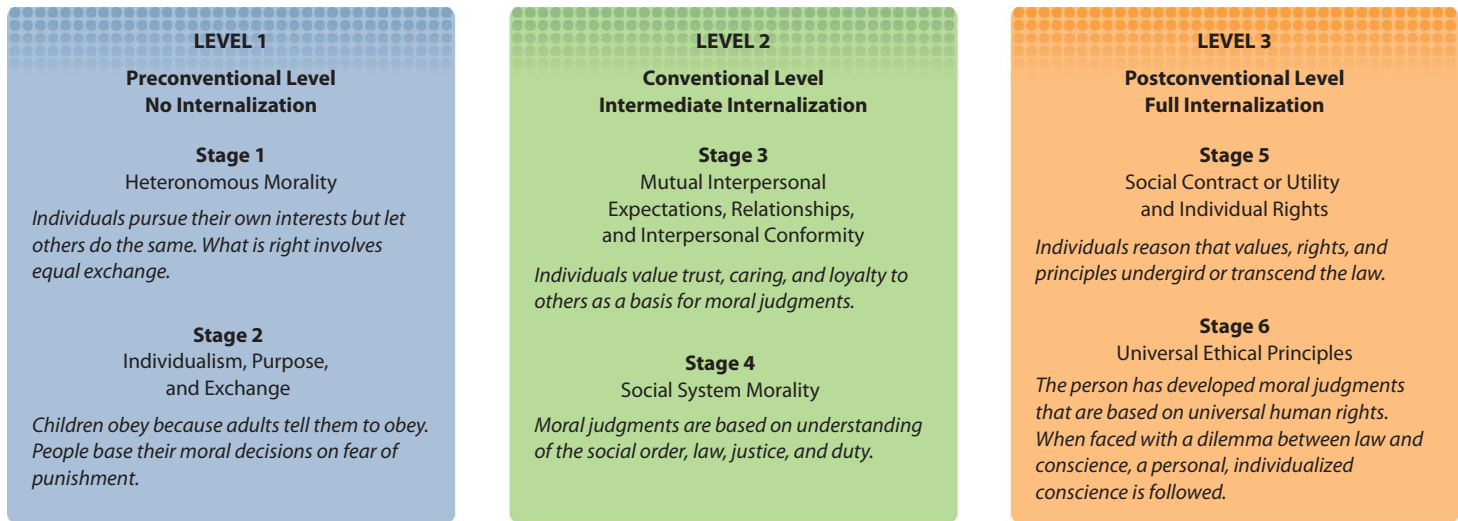 LEVEL 1
Preconventional Level
No Internalization
Stage 1
Heteronomous Morality
Individuals pursue their own interests but let
others do the same. What is right involves
equal exchange.
Stage 2
Individualism, Purpose,
and Exchange
Children obey because adults tell them to obey.
People base their moral decisions on fear of
punishment.
LEVEL 2
Conventional Level
Intermediate Internalization
Stage 3
Mutual Interpersonal
Expectations, Relationships,
and Interpersonal Conformity
Individuals value trust, caring, and loyalty to
others as a basis for moral judgments.
Stage 4
Social System Morality
Moral judgments are based on understanding
of the social order, law, justice, and duty.
LEVEL 3
Postconventional Level
Full Internalization
Stage 5
Social Contract or Utility
and Individual Rights
Individuals reason that values, rights, and
principles undergird or transcend the law.
Stage 6
Universal Ethical Principles
The person has developed moral judgments
that are based on universal human rights.
When faced with a dilemma between law and
conscience, a personal, individualized
conscience is followed.